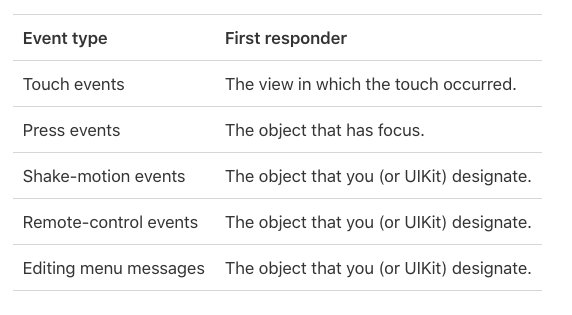 Event type First responder
Touch events The view in which the touch occurred.
Press events The object that has focus.
Shake-motion events The object that you (or UIKit) designate.
Remote-control events The object that you (or UIKit) designate.
Editing menu messages The object that you (or UIKit) designate.